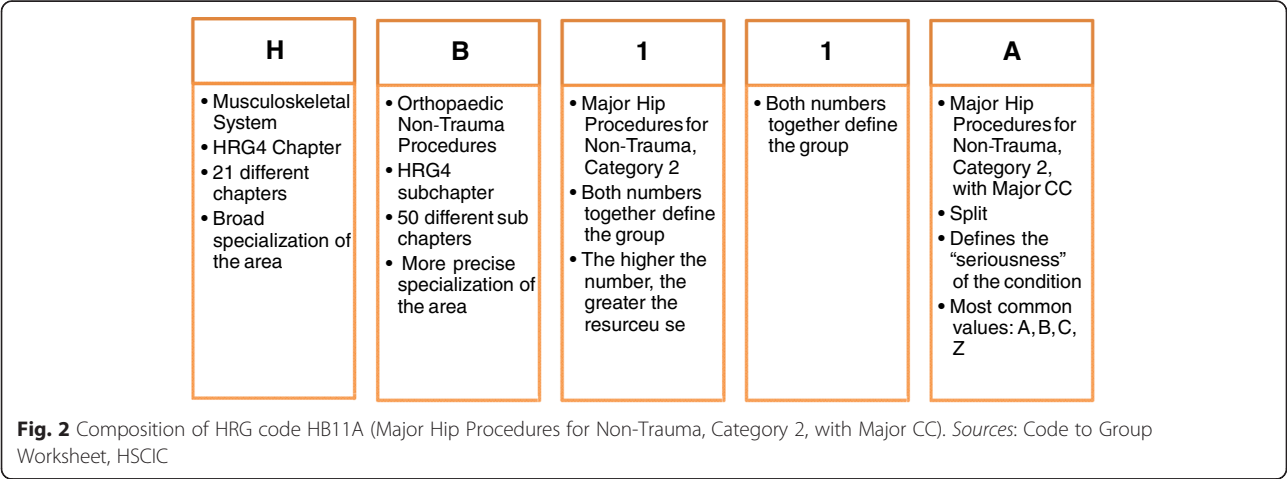 H
• Musculoskeletal
System
• HRG4 Chapter
• 21 different
chapters
• Broad
specialization of
the area
B
• Orthopaedic
Non-Trauma
Procedures
• HRG4
subchapter
• 50 different sub
chapters
• More precise
specialization of
the area
1
• Major Hip
Procedures for
Non-Trauma,
Category 2
• Both numbers
together define
the group
• The higher the
number, the
greater the
resurceu se
1
• Both numbers
together define
the group
A
• Major Hip
Procedures for
Non-Trauma,
Category 2,
with Major CC
• Split
• Defines the
“seriousness”
of the condition
• Most common
values: A, B, C,
Z
Fig. 2 Composition of HRG code HB11A (Major Hip Procedures for Non-Trauma, Category 2, with Major CC). Sources: Code to Group
Worksheet, HSCIC